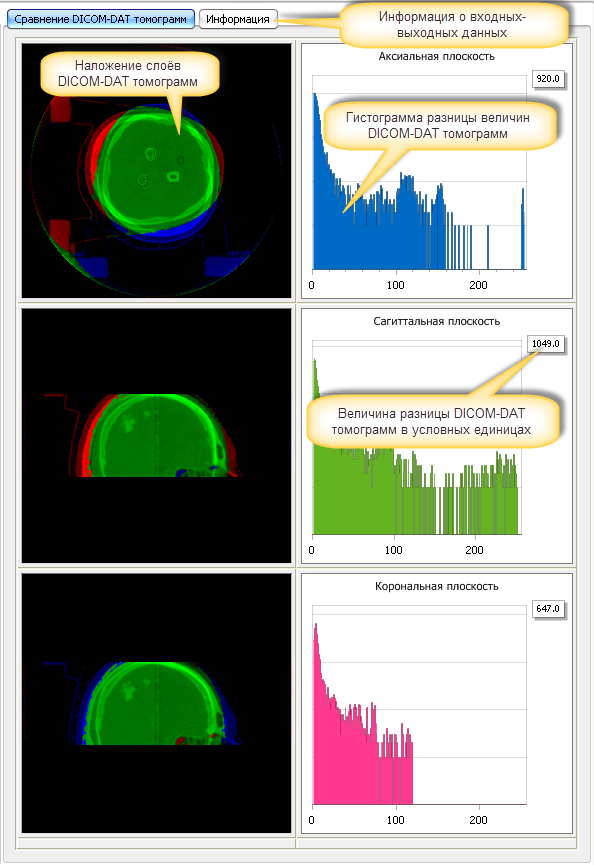 Сравнение DICOM-DAT томограмм
Информация
Информация о входных-
выходных данных
Наложение слоёв
DICOM-DAT томограмм
Аксиальная плоскость
920.0
Гистограмма разницы величин
DICOM-DAT томограмм
0 100 200
Сагиттальная плоскость
1049.0
Величина разницы DICOM-DAT
томограмм в условных единицах
0 100 200
Корональная плоскость
647.0
0 100 200